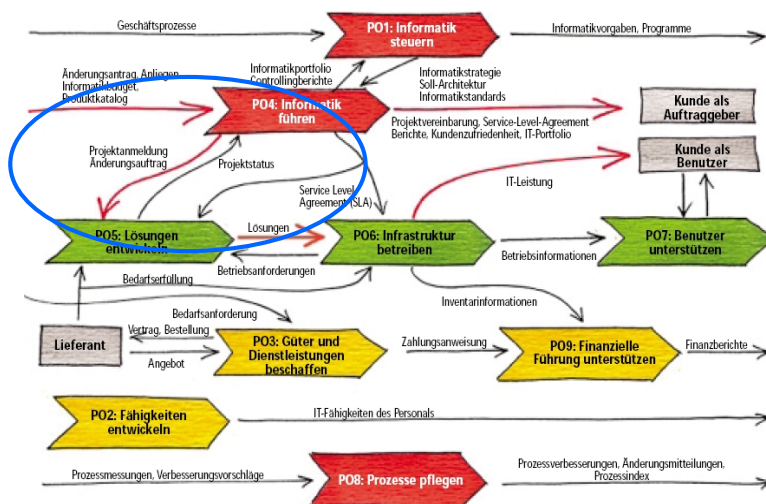 Geschäftsprozesse
PO1: Informatik
steuern
Informatikvorgaben, Programme
Änderungsantrag, Anliegen
Informatikbudget,
Produktkatalog
Informatikportfolio
Controllingberichte
Informatikstrategie
Soll-Architektur
Informatikstandards
PO4: Informatik
führen
Projektvereinbarung, Service-Level-Agreement
Berichte, Kundenzufriedenheit, IT-Portfolio
Kunde als
Auftraggeber
Kunde als
Benutzer
Projektanmeldung
Änderungsauftrag
Projektstatus
Service Level
Agreement (SLA)
IT-Leistung
PO5: Lösungen
entwickeln
Lösungen
PO6: Infrastruktur
betreiben
PO7: Benutzer
unterstützen
Betriebsanforderungen
Betriebsinformationen
Bedarfserfüllung
Bedarfsanforderung
Inventarinformationen
Lieferant
Vertrag, Bestellung
Angebot
PO3: Güter und
Dienstleistungen
beschaffen
Zahlungsanweisung
PO9: Finanzielle
Führung unterstützen
Finanzberichte
PO2: Fähigkeiten
entwickeln
IT-Fähigkeiten des Personals
Prozessmessungen, Verbesserungsvorschläge
PO8: Prozesse pflegen
Prozessverbesserungen, Änderungsmitteilungen,
Prozessindex